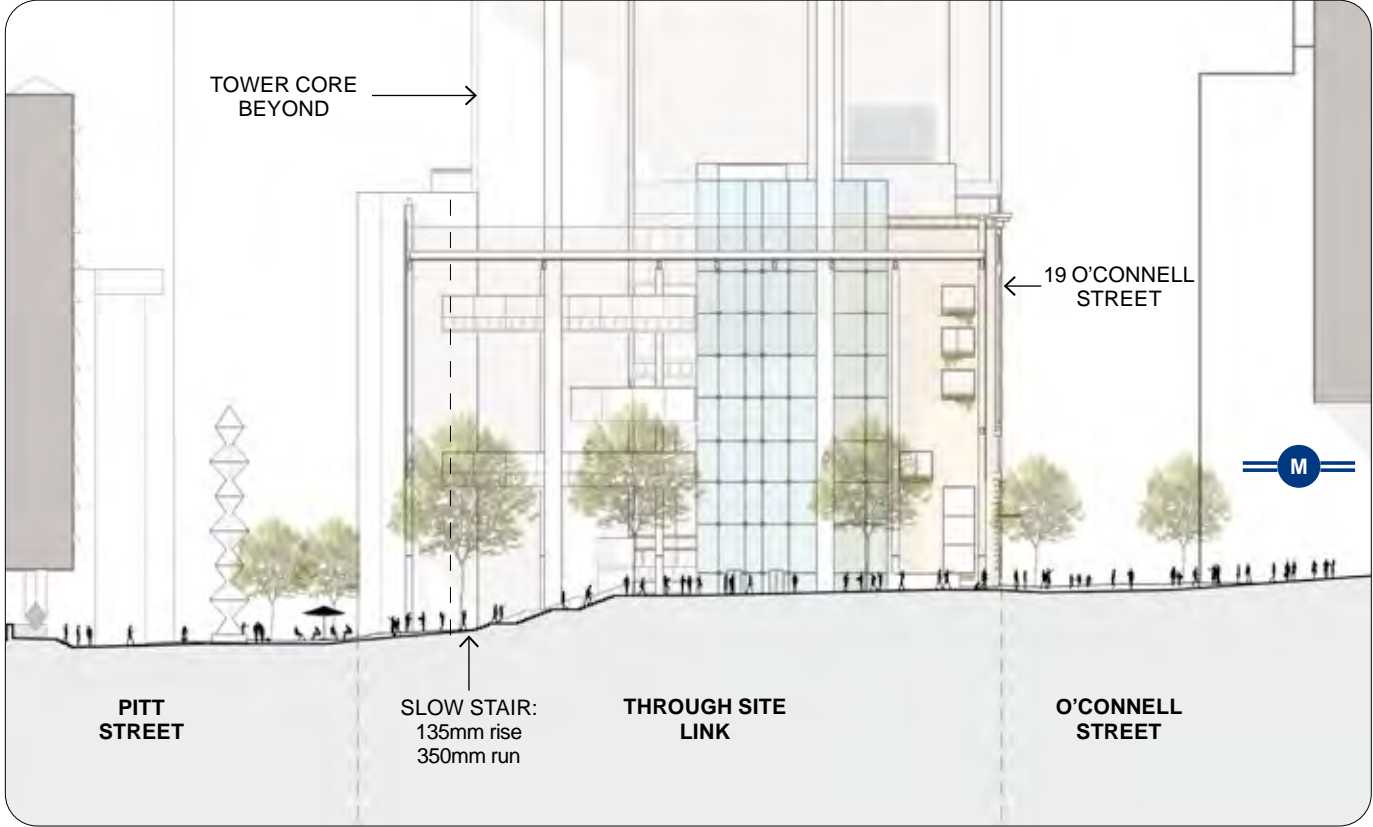 TOWER CORE
BEYOND
19 O'CONNELL
STREET
M
PITT
STREET
SLOW STAIR:
135mm rise
350mm run
THROUGH SITE
LINK
O'CONNELL
STREET